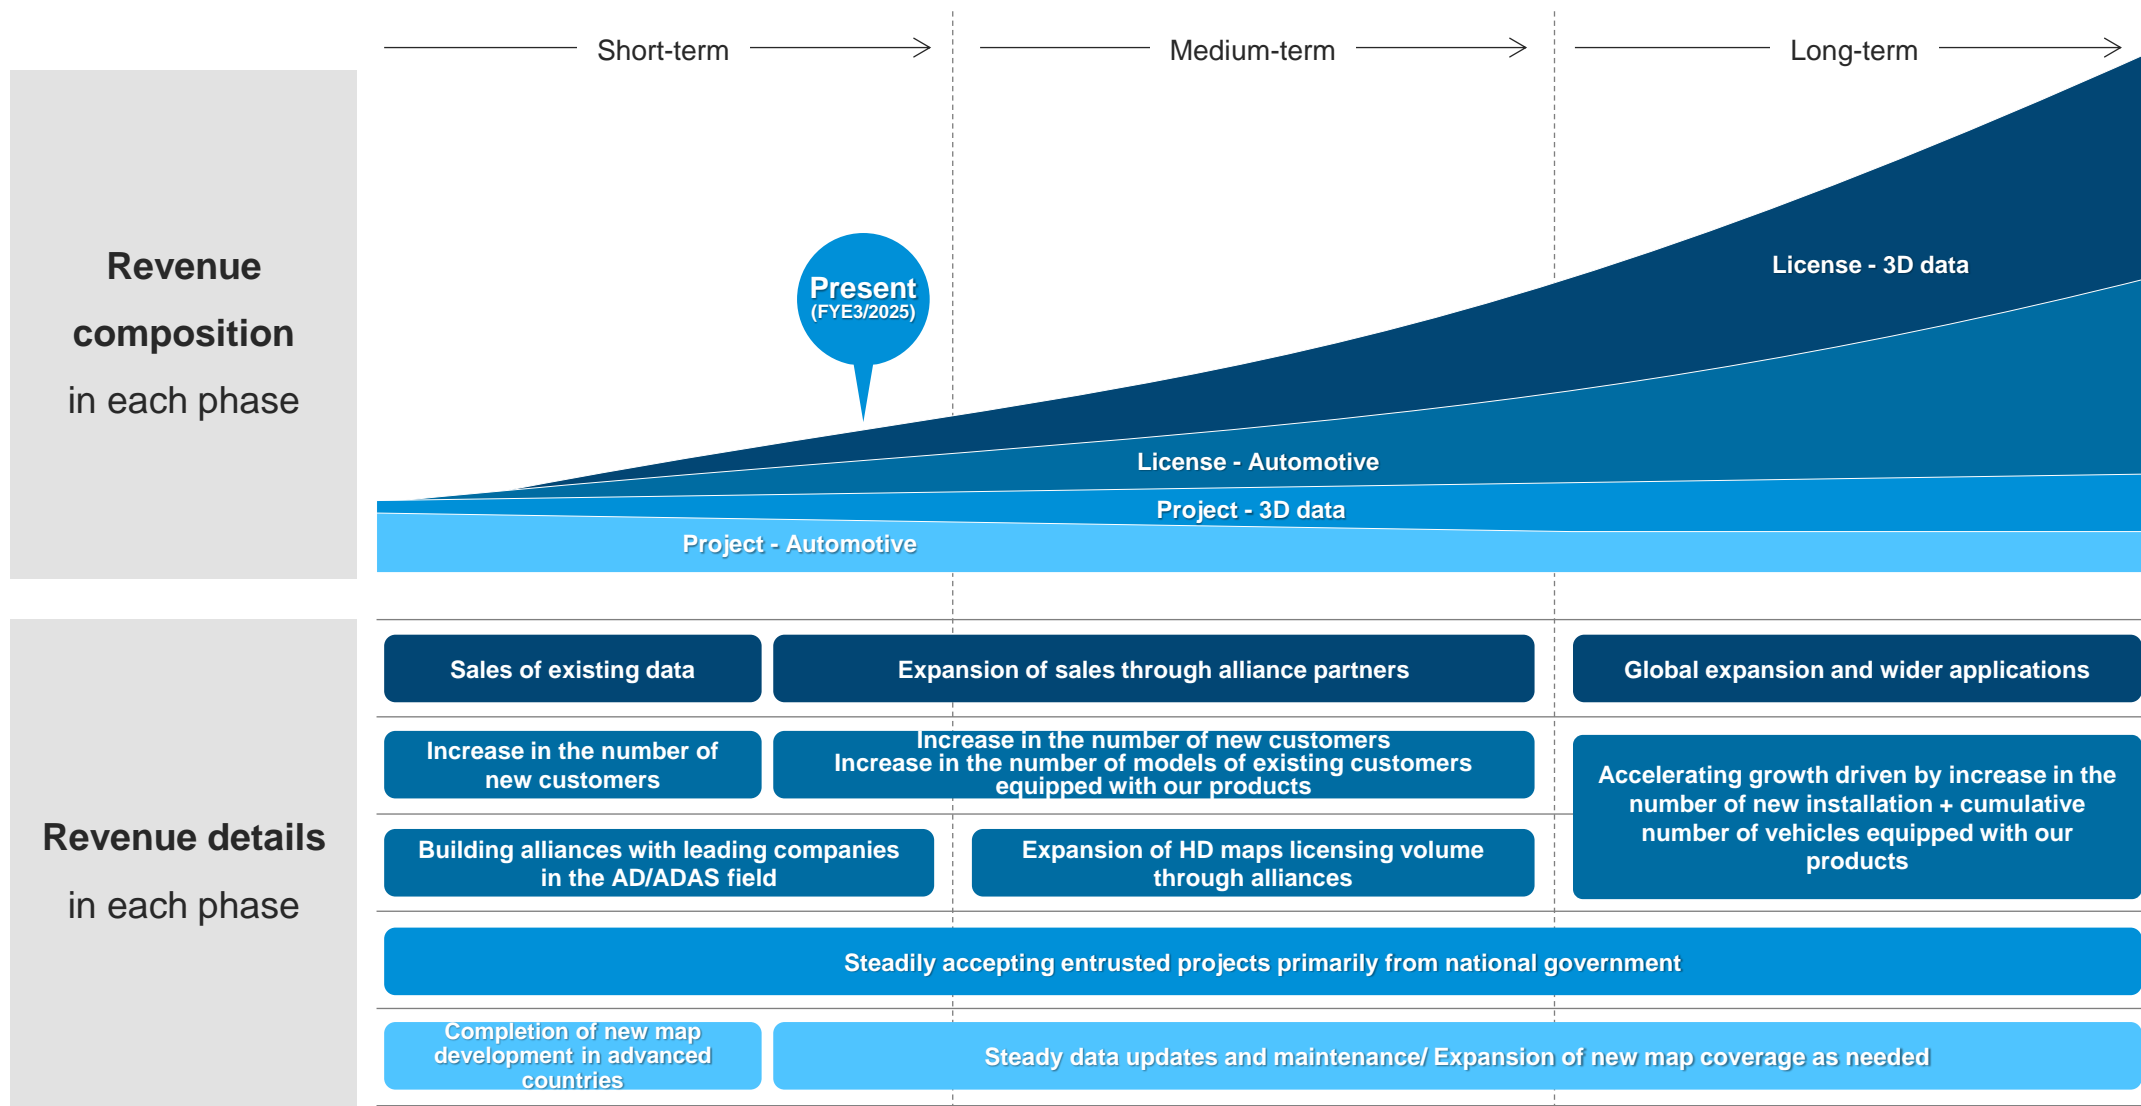 Short-term
Medium-term
Long-term
Revenue
composition
in each phase
Present
(FYE3/2025)
License - 3D data
License - Automotive
Project - 3D data
Project - Automotive
Revenue details
in each phase
Sales of existing data
Expansion of sales through alliance partners
Global expansion and wider applications
Increase in the number of
new customers
Increase in the number of new customers
Increase in the number of models of existing customers
equipped with our products
Accelerating growth driven by increase in the
number of new installation + cumulative
number of vehicles equipped with our
products
Building alliances with leading companies
in the AD/ADAS field
Expansion of HD maps licensing volume
through alliances
Steadily accepting entrusted projects primarily from national government
Completion of new map
development in advanced
countries
Steady data updates and maintenance/ Expansion of new map coverage as needed